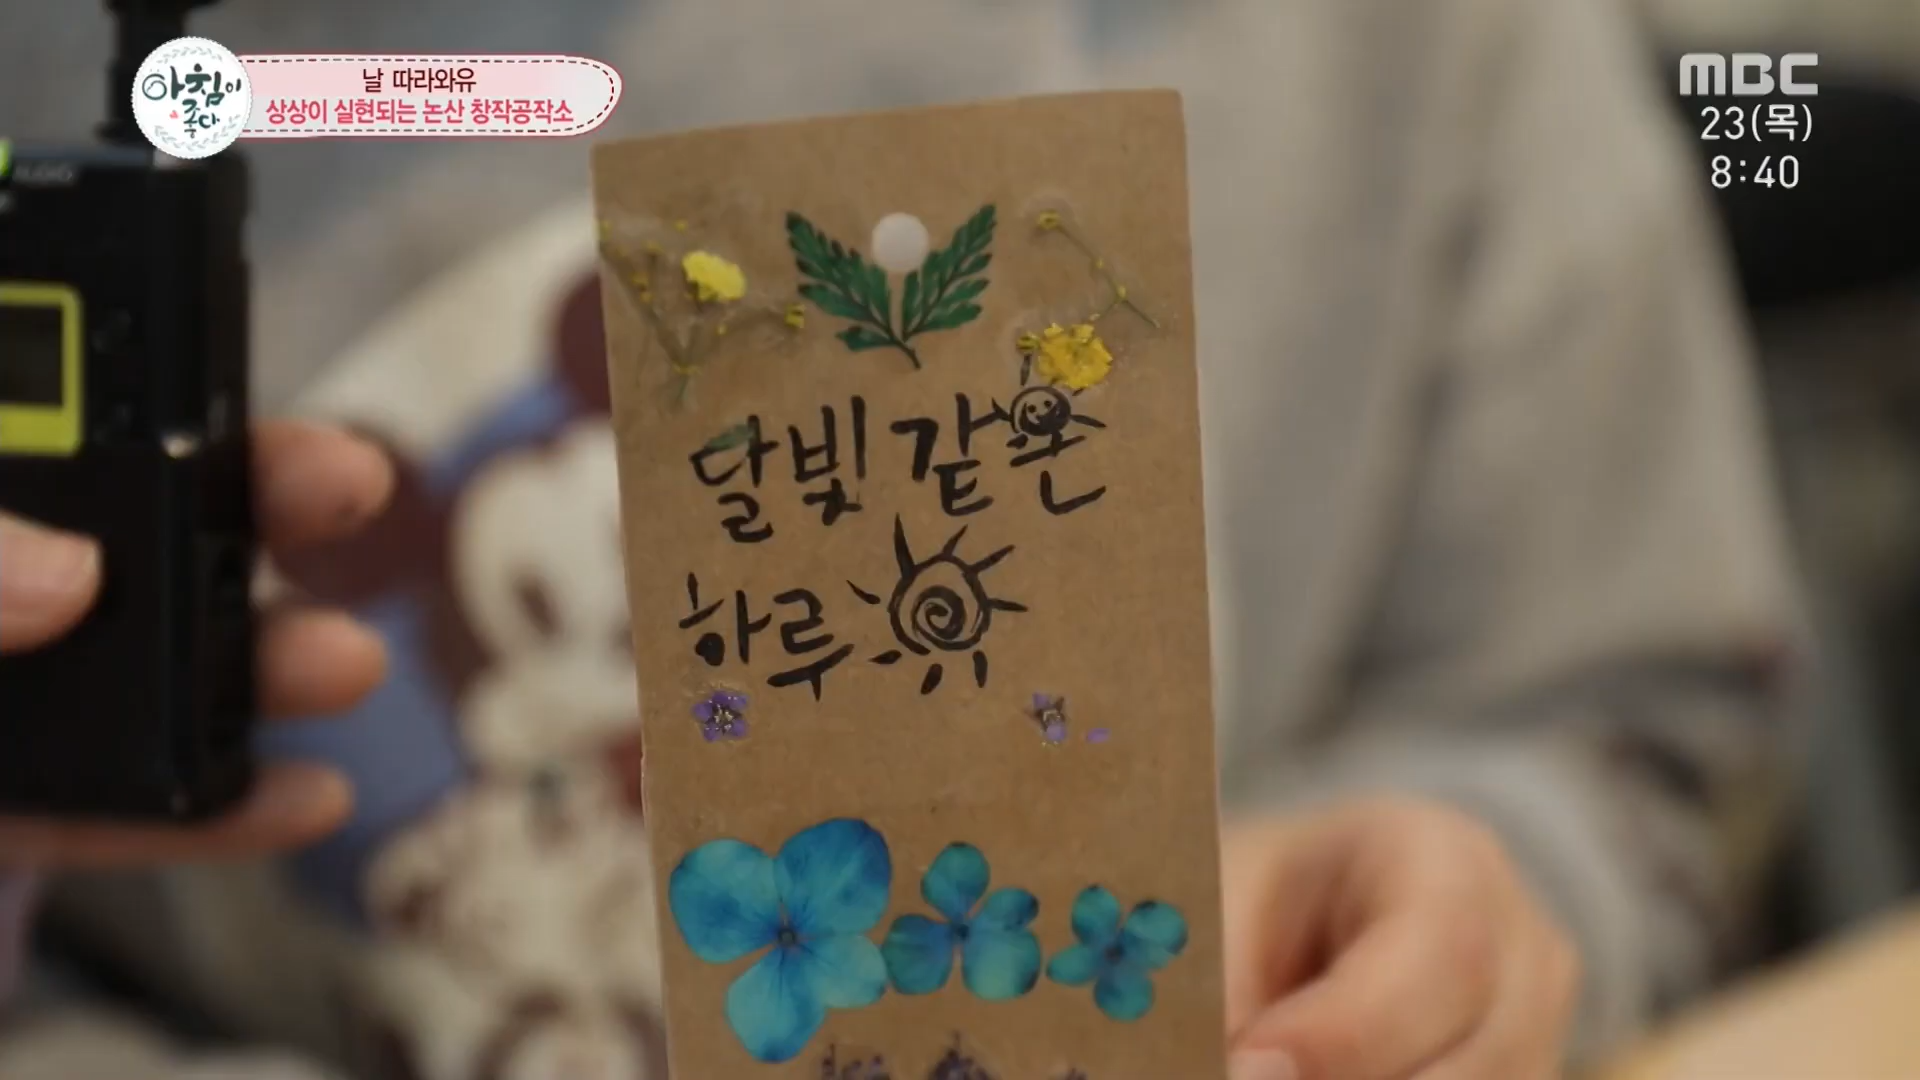 아침이
좋다
날 따라와유
상상이 실현되는 논산 창작공작소
MBC
23(목)
8:40
AUDIO
달빛 같은
하루